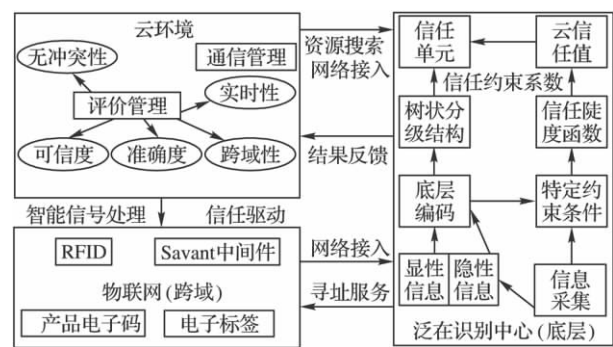 云环境
无冲突性
通信管理
评价管理
实时性
可信度
准确度
跨域性
资源搜索
网络接入
结果反馈
智能信号处理
信任驱动
RFID
Savant中间件
物联网(跨域)
产品电子码
电子标签
网络接入
寻址服务
信任
单元
云信
任值
信任约束系数
树状分
级结构
信任陡
度函数
底层
编码
特定约
束条件
显性
信息
隐性
信息
信息
采集
泛在识别中心(底层)